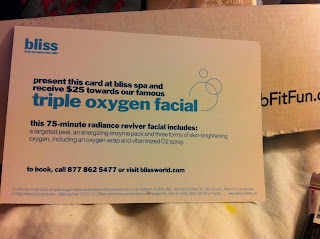 bliss
present this card at bliss spa and
receive $25 towards our famous
triple oxygen facial
this 75-minute radiance reviver facial includes:
a targeted peel, an energizing enzyme pack and three forms of skin-brightening
oxygen, including an oxygen wrap and vitaminized O2 spray.
to book, call 877 862 5477 or visit blissworld.com
bFitFun.com